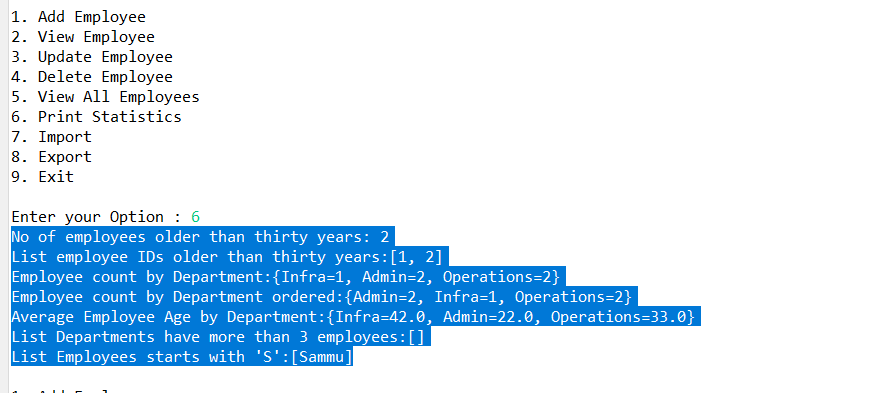 1. Add Employee
2. View Employee
3. Update Employee
4. Delete Employee
5. View All Employees
6. Print Statistics
7. Import
8. Export
9. Exit
Enter your Option : 6
No of employees older than thirty years: 2
List employee IDs older than thirty years:[1, 2]
Employee count by Department:{Infra=1, Admin=2, Operations=2}
Employee count by Department ordered:{Admin=2, Infra=1, Operations=2}
Average Employee Age by Department:{Infra=42.0, Admin=22.0, Operations=33.0}
List Departments have more than 3 employees:[]
List Employees starts with 'S':[Sammu]